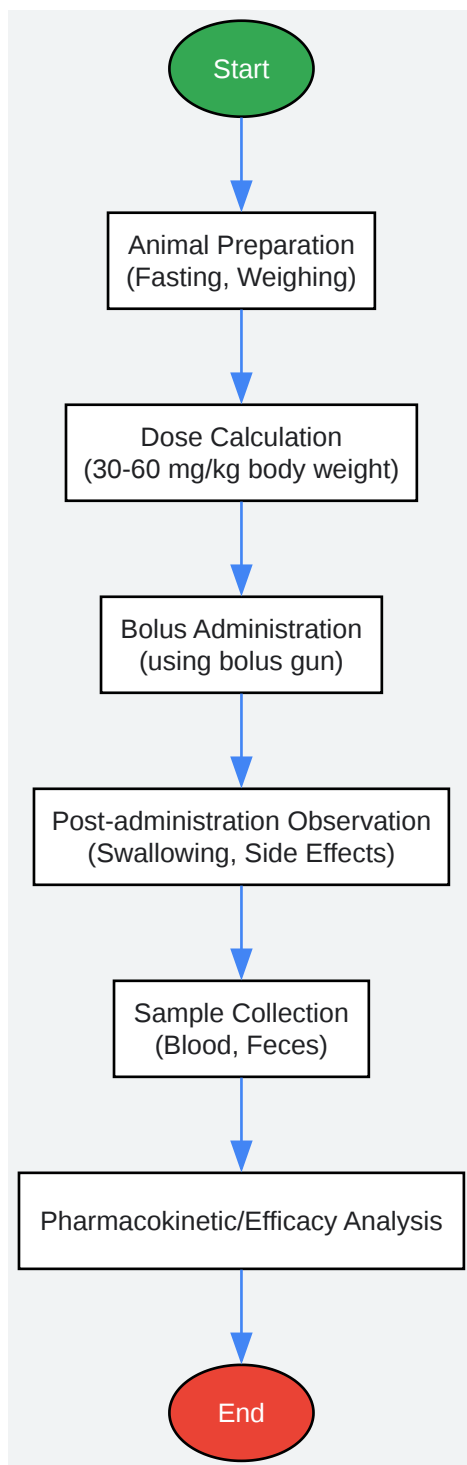 Start
Animal Preparation
(Fasting, Weighing)
Dose Calculation
(30-60 mg/kg body weight)
Bolus Administration
(using bolus gun)
Post-administration Observation
(Swallowing, Side Effects)
Sample Collection
(Blood, Feces)
Pharmacokinetic/Efficacy Analysis
End